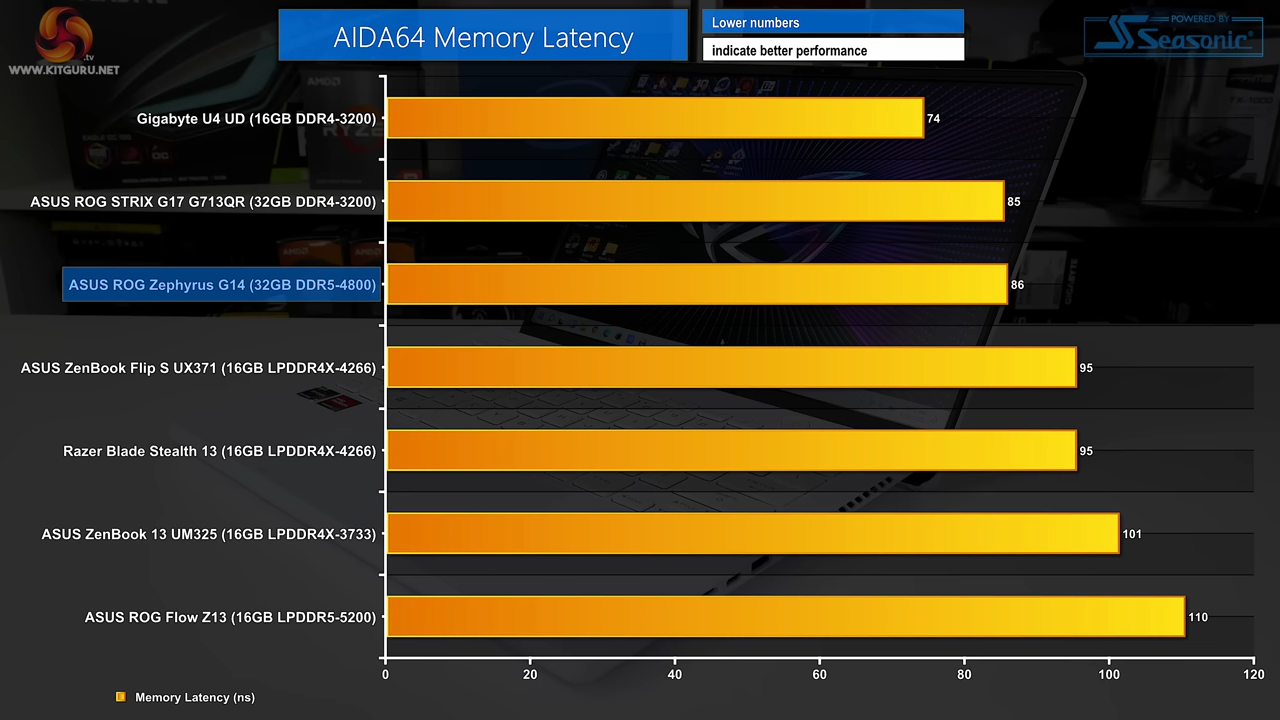 AIDA64 Memory Latency
Lower numbers
indicate better performance
POWERED BY
Seasonic
.tv
WWW.KITGURU.NET
Gigabyte U4 UD (16GB DDR4-3200)
74
ASUS ROG STRIX G17 G713QR (32GB DDR4-3200)
85
ASUS ROG Zephyrus G14 (32GB DDR5-4800)
86
ASUS ZenBook Flip S UX371 (16GB LPDDR4X-4266)
95
Razer Blade Stealth 13 (16GB LPDDR4X-4266)
95
ASUS ZenBook 13 UM325 (16GB LPDDR4X-3733)
101
ASUS ROG Flow Z13 (16GB LPDDR5-5200)
110
0 20 40 60 80 100 120
Memory Latency (ns)
AMD
RYZE
GIGABYTE